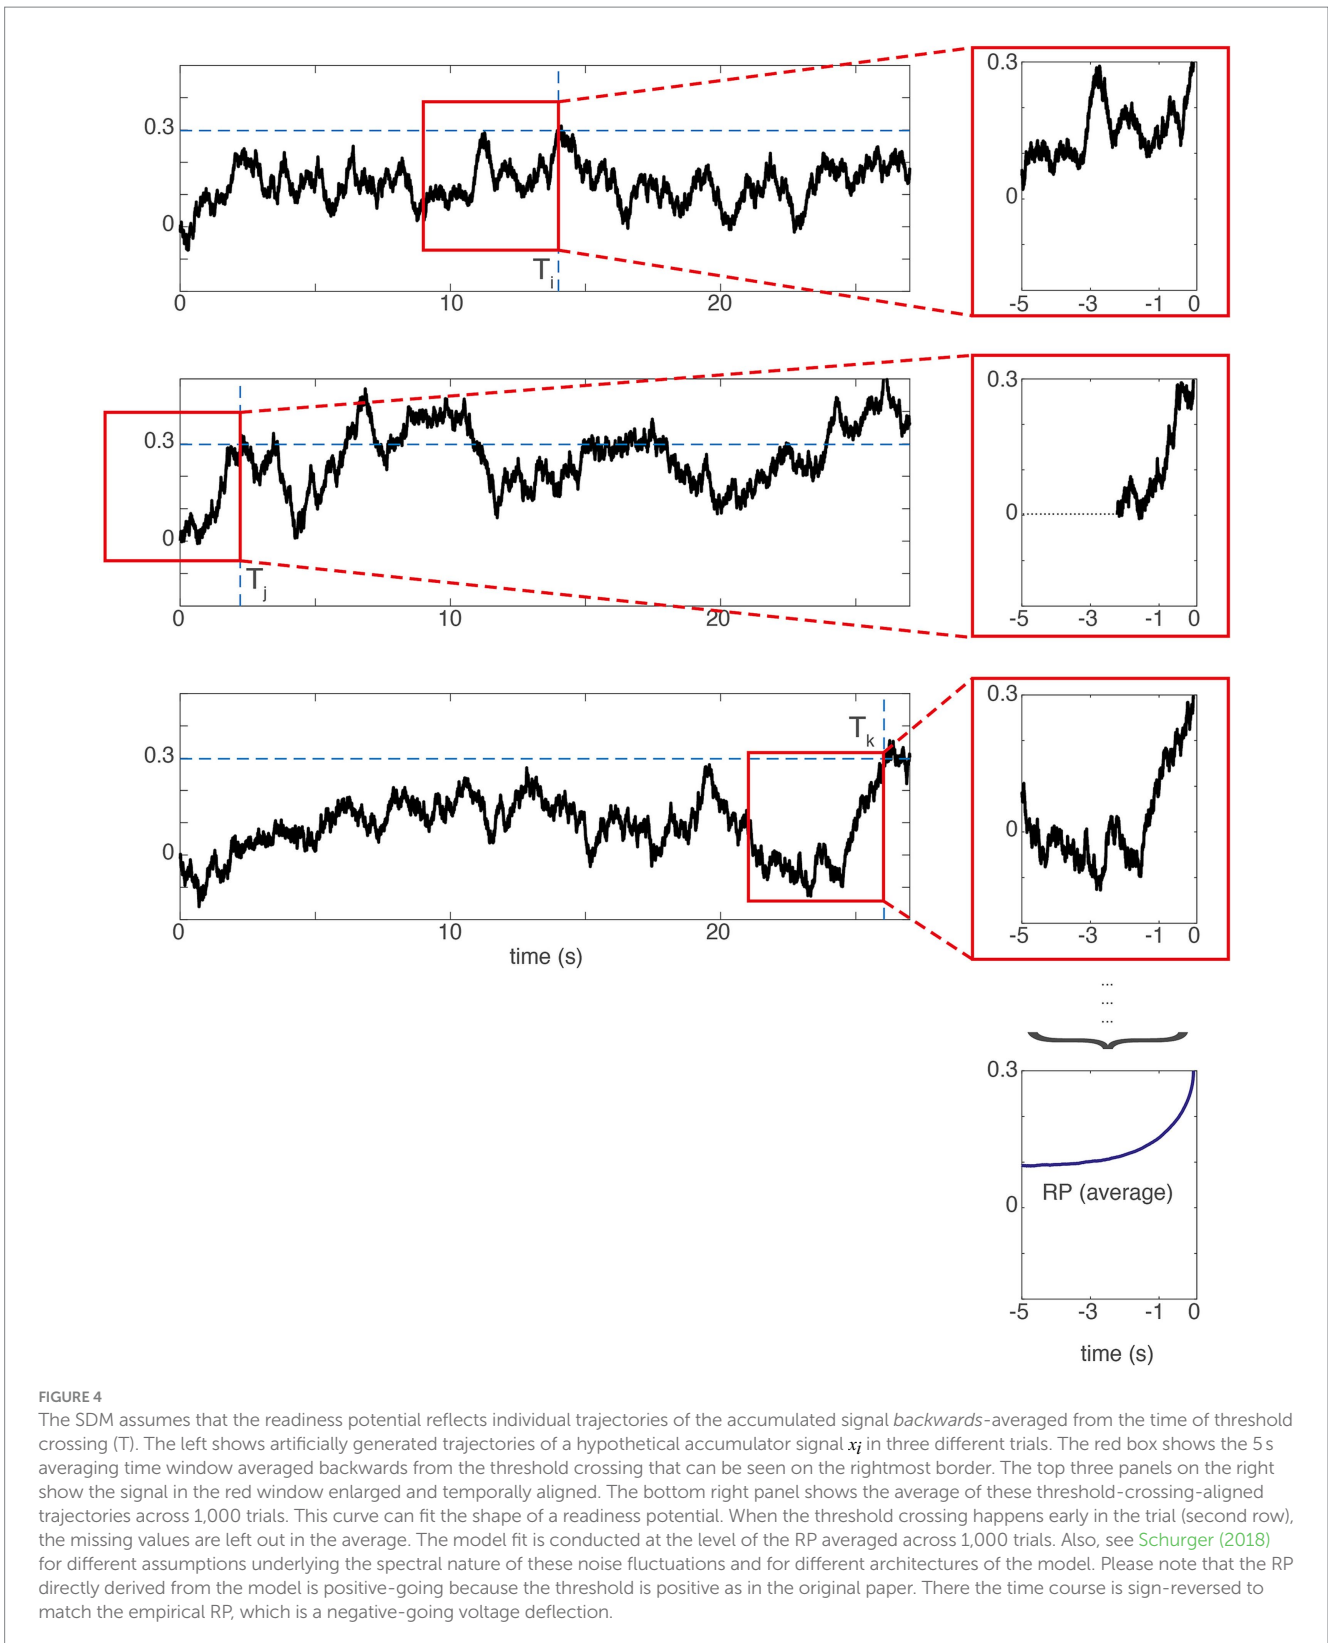 0.3
0
T_i
0
10
20
0.3
0
-5
-3
-1
0
0.3
0
T_j
0
10
20
0.3
0
-5
-3
-1
0
0.3
0
T_k
0
10
20
time (s)
0.3
0
-5
-3
-1
0
...
...
...
0.3
0
RP (average)
-5
-3
-1
0
time (s)
FIGURE 4
The SDM assumes that the readiness potential reflects individual trajectories of the accumulated signal backwards-averaged from the time of threshold
crossing (T). The left shows artificially generated trajectories of a hypothetical accumulator signal x_i in three different trials. The red box shows the 5 s
averaging time window averaged backwards from the threshold crossing that can be seen on the rightmost border. The top three panels on the right
show the signal in the red window enlarged and temporally aligned. The bottom right panel shows the average of these threshold-crossing-aligned
trajectories across 1,000 trials. This curve can fit the shape of a readiness potential. When the threshold crossing happens early in the trial (second row),
the missing values are left out in the average. The model fit is conducted at the level of the RP averaged across 1,000 trials. Also, see Schurger (2018)
for different assumptions underlying the spectral nature of these noise fluctuations and for different architectures of the model. Please note that the RP
directly derived from the model is positive-going because the threshold is positive as in the original paper. There the time course is sign-reversed to
match the empirical RP, which is a negative-going voltage deflection.